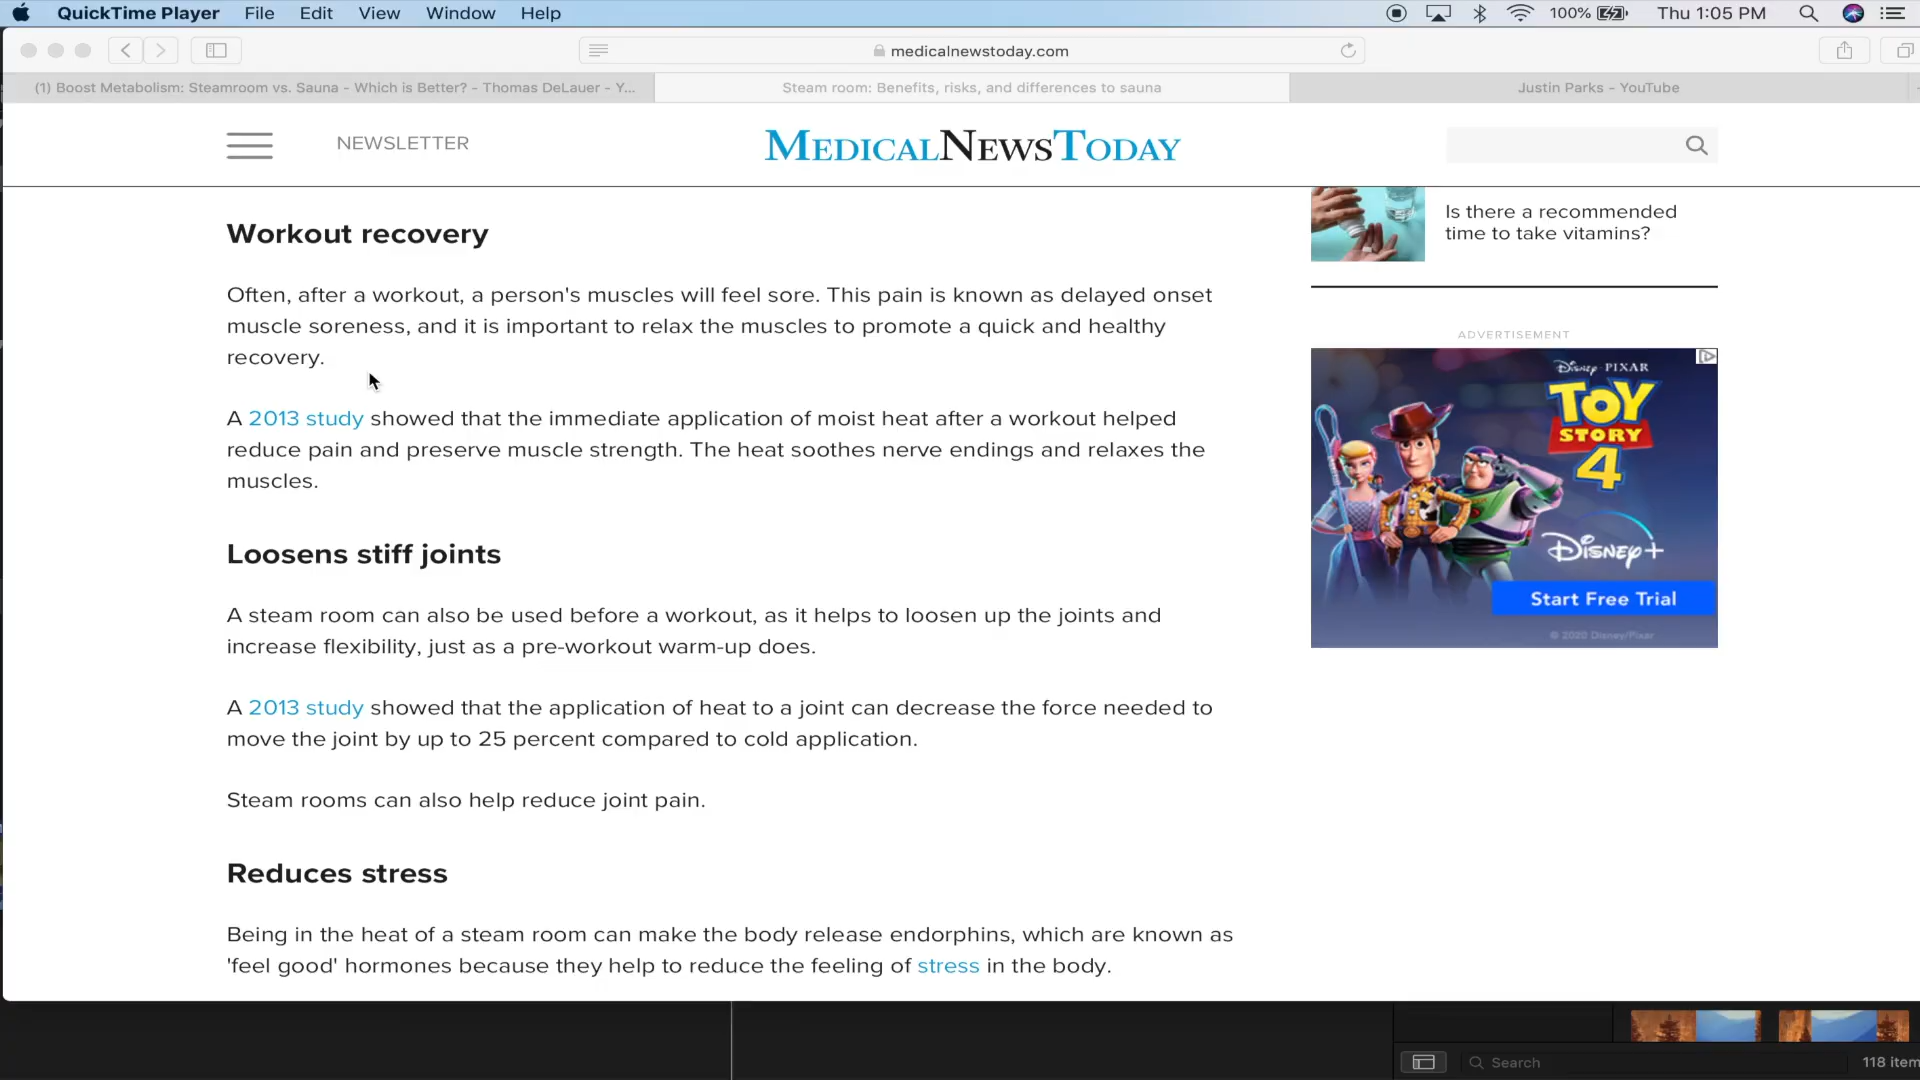 QuickTime Player File Edit View Window Help 100% Thu 1:05 PM
medicalnewstoday.com
(1) Boost Metabolism: Steamroom vs. Sauna - Which is Better? - Thomas DeLauer - Y...
Steam room: Benefits, risks, and differences to sauna
Justin Parks - YouTube
NEWSLETTER
MEDICALNEWSTODAY
Workout recovery
Often, after a workout, a person's muscles will feel sore. This pain is known as delayed onset
muscle soreness, and it is important to relax the muscles to promote a quick and healthy
recovery.
A 2013 study showed that the immediate application of moist heat after a workout helped
reduce pain and preserve muscle strength. The heat soothes nerve endings and relaxes the
muscles.
Loosens stiff joints
A steam room can also be used before a workout, as it helps to loosen up the joints and
increase flexibility, just as a pre-workout warm-up does.
A 2013 study showed that the application of heat to a joint can decrease the force needed to
move the joint by up to 25 percent compared to cold application.
Steam rooms can also help reduce joint pain.
Reduces stress
Being in the heat of a steam room can make the body release endorphins, which are known as
'feel good' hormones because they help to reduce the feeling of stress in the body.
Is there a recommended
time to take vitamins?
ADVERTISEMENT
Disney PIXAR
TOY
STORY
4
Disney+
Start Free Trial
© 2020 Disney/Pixar
Search
118 item